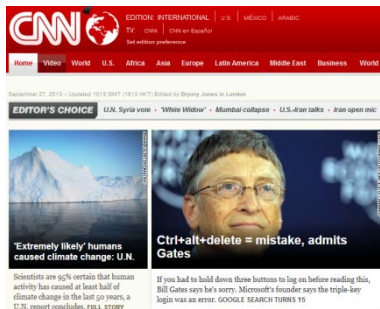 CNN
EDITION: INTERNATIONAL U.S. MÉXICO ARABIC
TV: CNNi CNN en Español
Set edition preference
Home Video World U.S. Africa Asia Europe Latin America Middle East Business World
September 27, 2013 -- Updated 1913 GMT (1913 HKT) Edited by Bryony Jones in London
EDITOR'S CHOICE U.N. Syria vote • 'White Widow' • Mumbai collapse • U.S.-Iran talks • Iran open mic
'Extremely likely' humans
caused climate change: U.N.
Scientists are 95% certain that human
activity has caused at least half of
climate change in the last 50 years, a
U.N. report concludes. FULL STORY
Ctrl+alt+delete = mistake, admits
Gates
If you had to hold down three buttons to log on before reading this,
Bill Gates says he's sorry. Microsoft's founder says the triple-key
login was an error. GOOGLE SEARCH TURNS 15